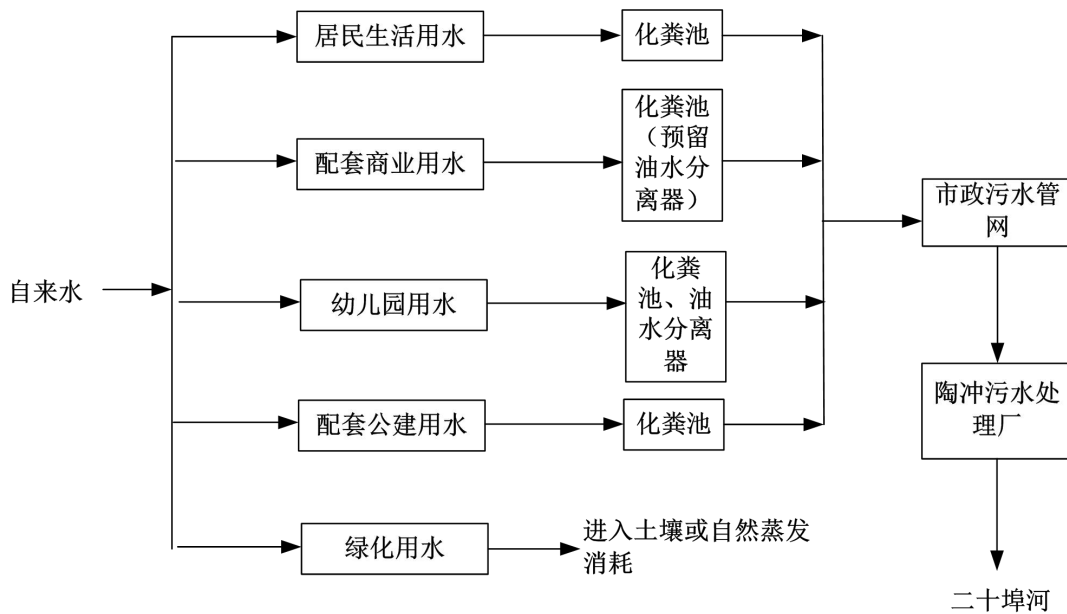 居民生活用水
化粪池
配套商业用水
化粪池
（预留
油水分
离器）
市政污水管
网
自来水
幼儿园用水
化粪
池、油
水分离
器
陶冲污水处
理厂
配套公建用水
化粪池
绿化用水
进入土壤或自然蒸发
消耗
二十埠河